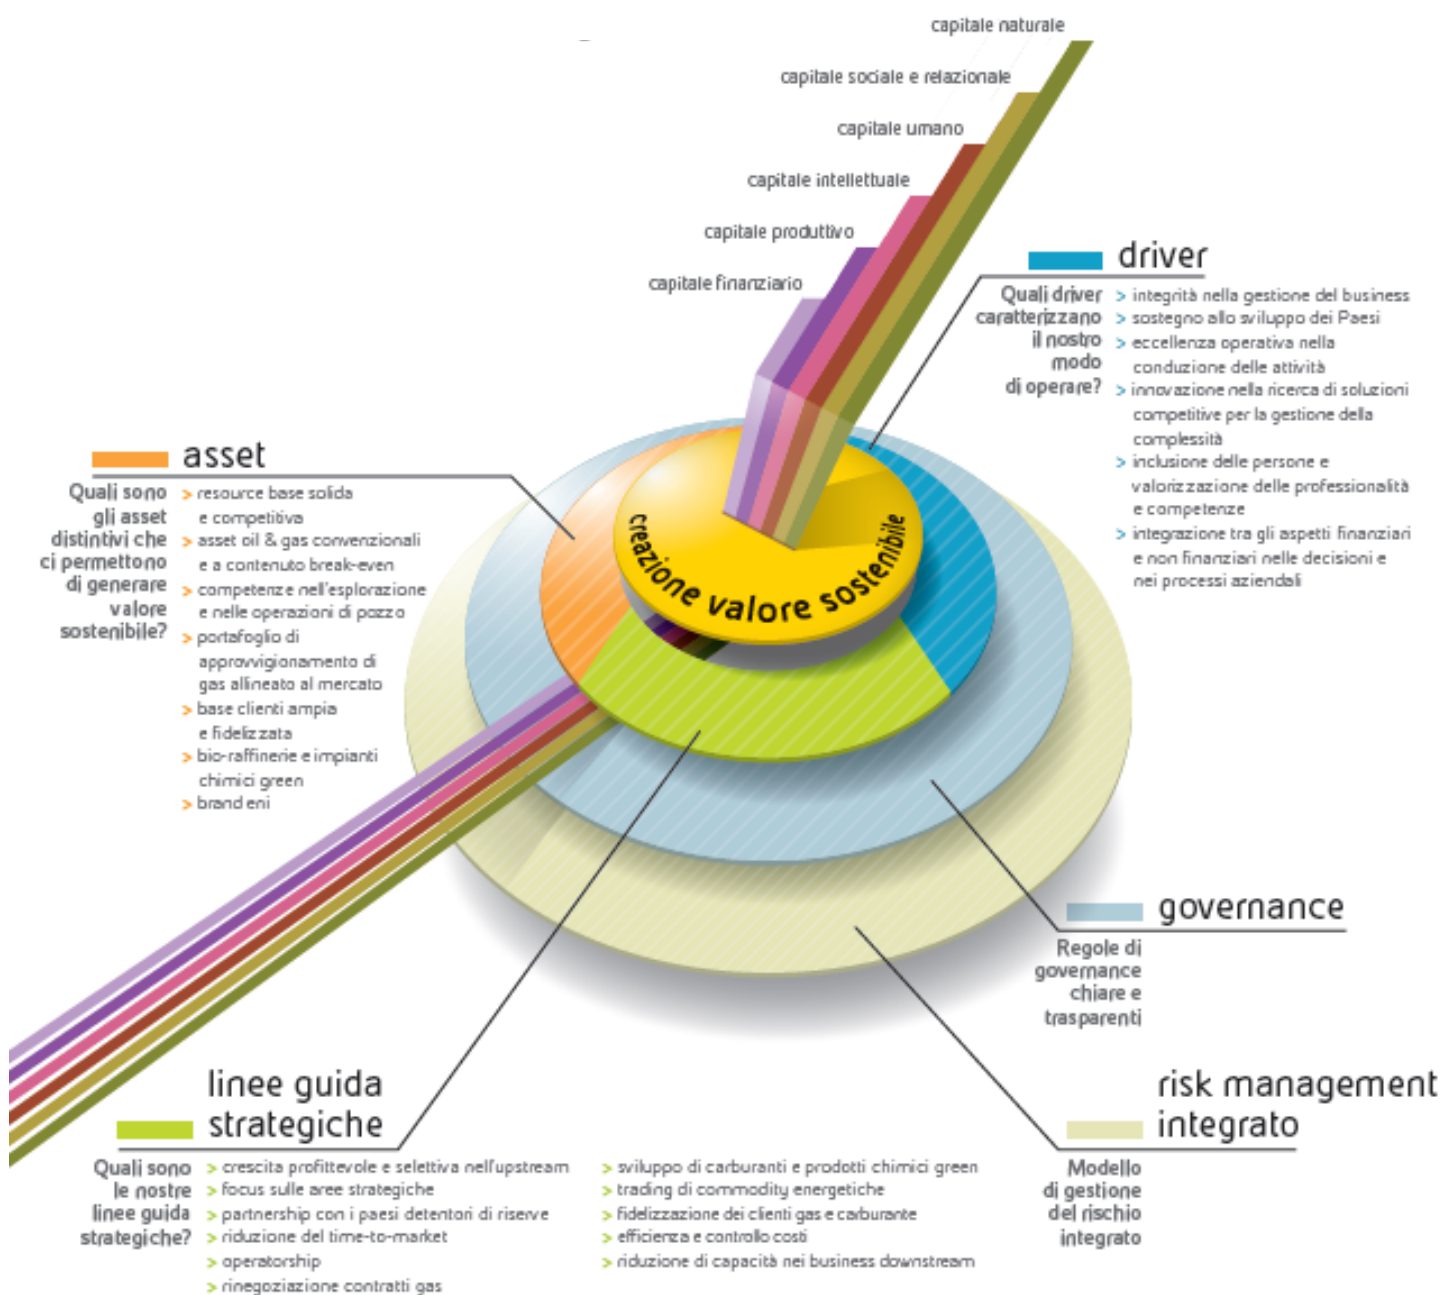 capitale naturale
capitale sociale e relazionale
capitale umano
capitale intellettuale
capitale produttivo
capitale finanziario
driver
Quali driver
caratterizzano
il nostro
modo
di operare?
> integrità nella gestione del business
> sostegno allo sviluppo dei Paesi
> eccellenza operativa nella
conduzione delle attività
> innovazione nella ricerca di soluzioni
competitive per la gestione della
complessità
> inclusione delle persone e
valorizzazione delle professionalità
e competenze
> integrazione tra gli aspetti finanziari
e non finanziari nelle decisioni e
nei processi aziendali
asset
Quali sono
gli asset
distintivi che
ci permettono
di generare
valore
sostenibile?
> resource base solida
e competitiva
> asset oil & gas convenzionali
e a contenuto break-even
> competenze nell'esplorazione
e nelle operazioni di pozzo
> portafoglio di
approvvigionamento di
gas allineato al mercato
> base clienti ampia
e fidelizzata
> bio-raffinerie e impianti
chimici green
> brand eni
creazione valore sostenibile
governance
Regole di
governance
chiare e
trasparenti
risk management
integrato
Modello
di gestione
del rischio
integrato
linee guida
strategiche
Quali sono
le nostre
linee guida
strategiche?
> crescita profittevole e selettiva nell'upstream
> focus sulle aree strategiche
> partnership con i paesi detentori di riserve
> riduzione del time-to-market
> operatorship
> rinegoziazione contratti gas
> sviluppo di carburanti e prodotti chimici green
> trading di commodity energetiche
> fidelizzazione dei clienti gas e carburante
> efficienza e controllo costi
> riduzione di capacità nei business downstream